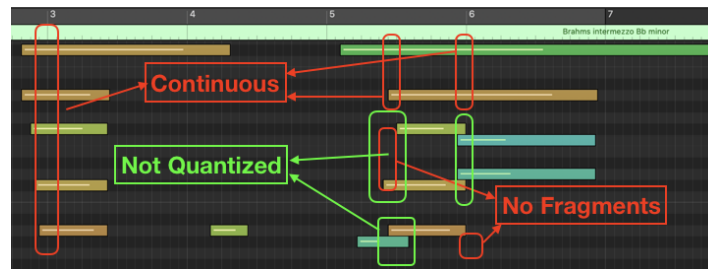 3 4 5 6 7
Brahms intermezzo Bb minor
Continuous
Not Quantized
No Fragments